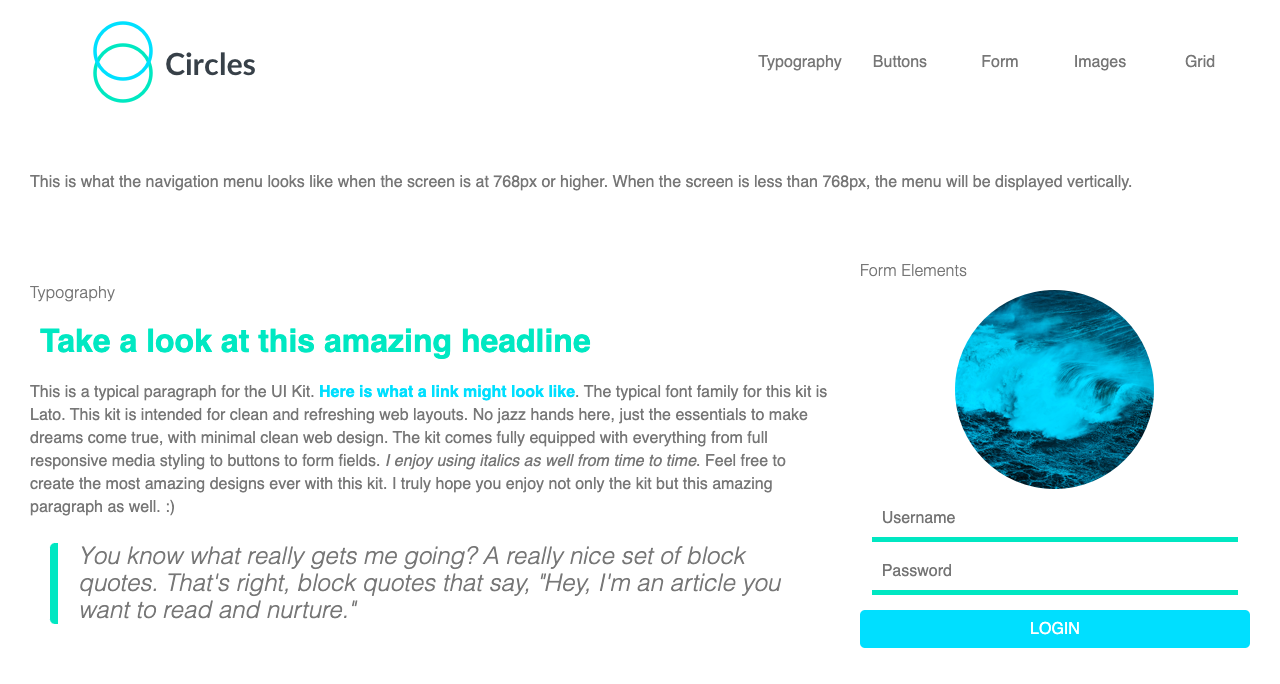 Circles
Typography Buttons Form Images Grid
This is what the navigation menu looks like when the screen is at 768px or higher. When the screen is less than 768px, the menu will be displayed vertically.
Typography
Take a look at this amazing headline
This is a typical paragraph for the UI Kit. Here is what a link might look like. The typical font family for this kit is
Lato. This kit is intended for clean and refreshing web layouts. No jazz hands here, just the essentials to make
dreams come true, with minimal clean web design. The kit comes fully equipped with everything from full
responsive media styling to buttons to form fields. I enjoy using italics as well from time to time. Feel free to
create the most amazing designs ever with this kit. I truly hope you enjoy not only the kit but this amazing
paragraph as well. :)
You know what really gets me going? A really nice set of block
quotes. That's right, block quotes that say, "Hey, I'm an article you
want to read and nurture."
Form Elements
Username
Password
LOGIN